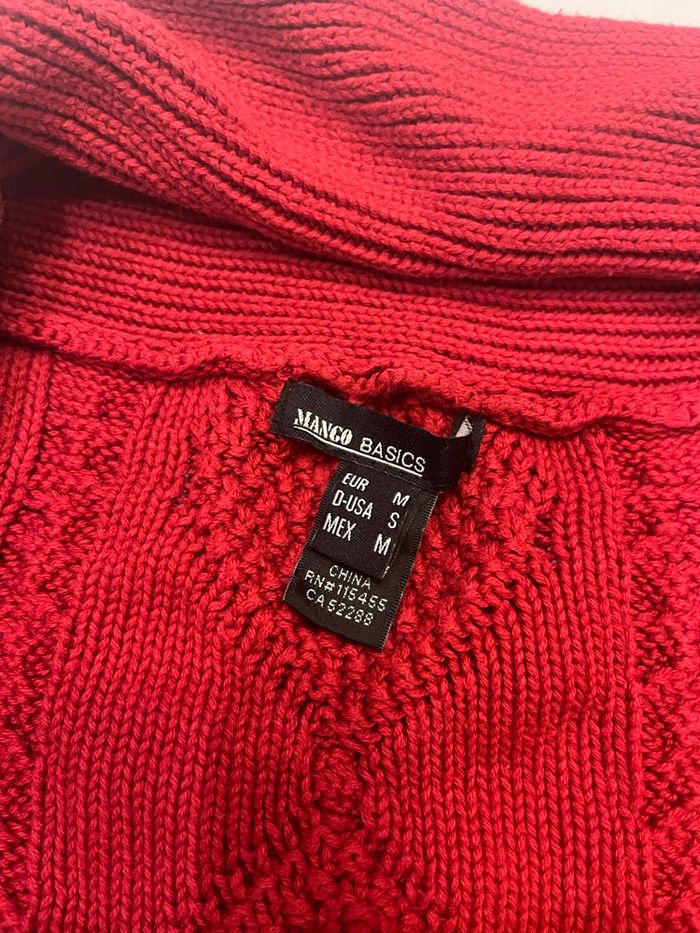 MANGO BASICS
EUR M
D-USA S
MEX M
CHINA
RN#115455
CA52288